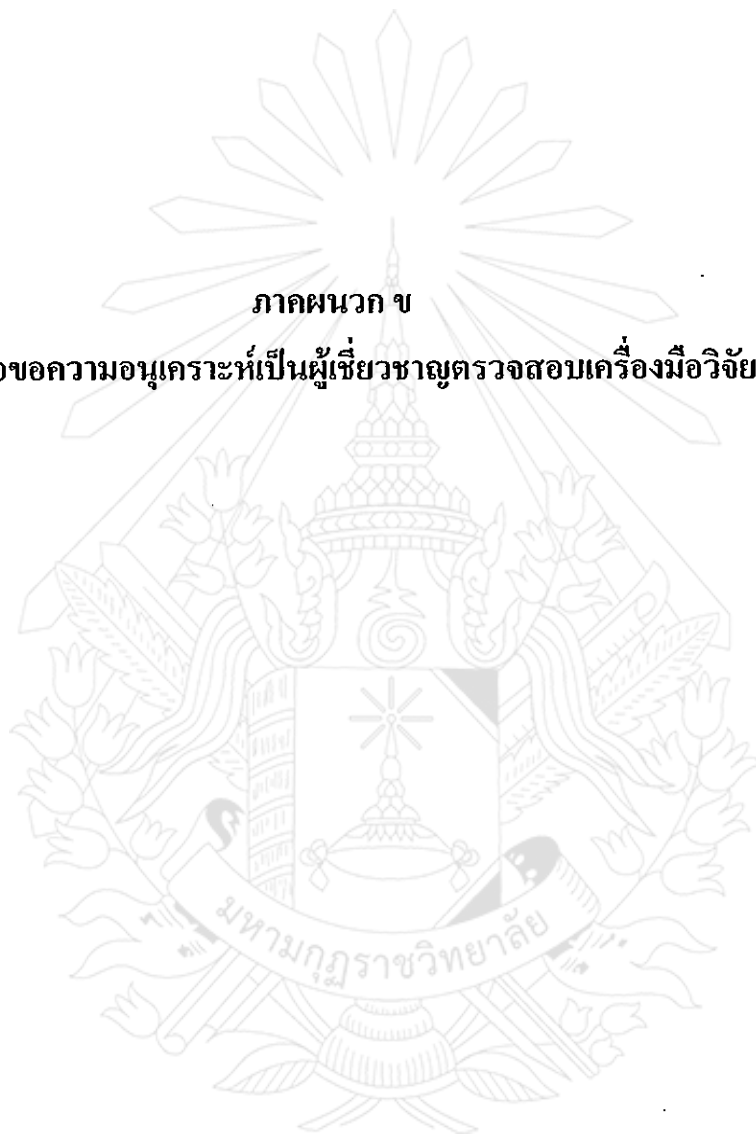 ภาคผนวก ข
ขอความอนุเคราะห์เป็นผู้เชี่ยวชาญตรวจสอบเครื่องมือวิจัย
มหามกุฏราชวิทยาลัย